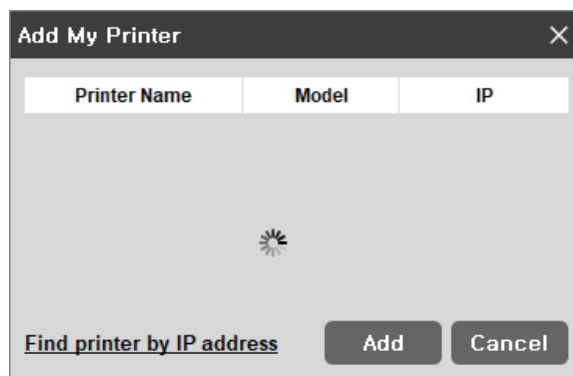 Add My Printer
Printer Name Model IP
Find printer by IP address Add Cancel